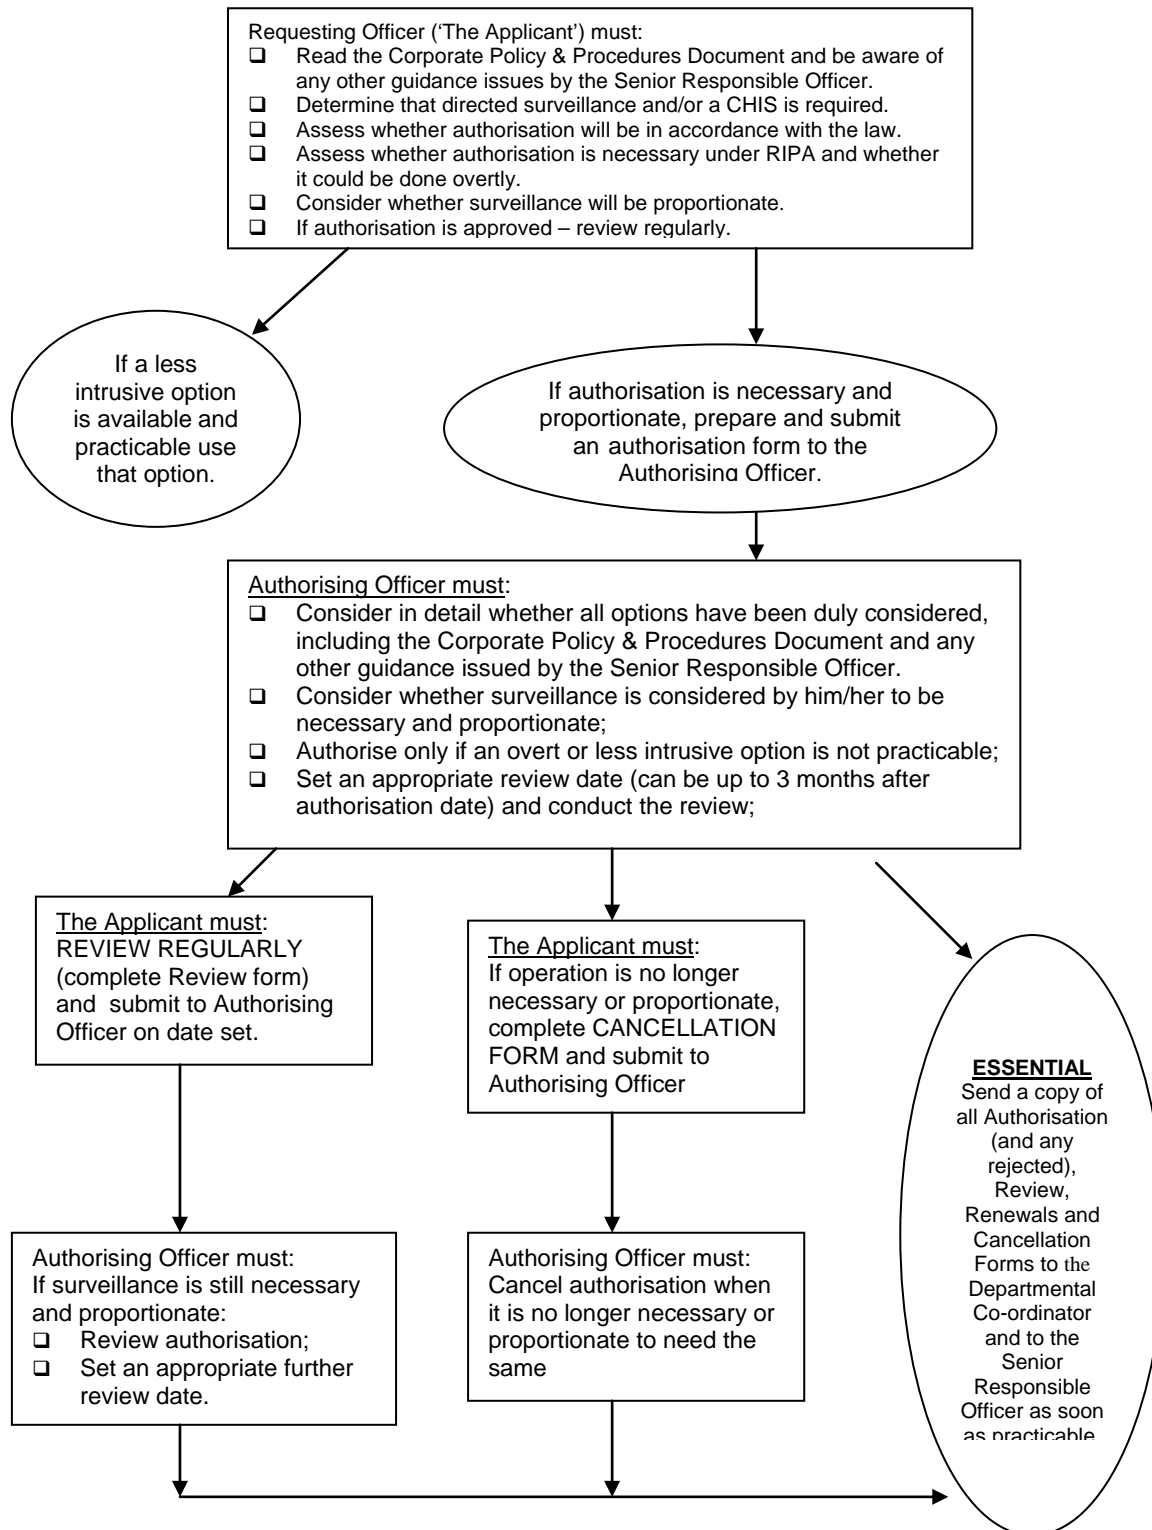 Requesting Officer (‘The Applicant’) must:
❑ Read the Corporate Policy & Procedures Document and be aware of
any other guidance issues by the Senior Responsible Officer.
❑ Determine that directed surveillance and/or a CHIS is required.
❑ Assess whether authorisation will be in accordance with the law.
❑ Assess whether authorisation is necessary under RIPA and whether
it could be done overtly.
❑ Consider whether surveillance will be proportionate.
❑ If authorisation is approved – review regularly.
If a less
intrusive option
is available and
practicable use
that option.
If authorisation is necessary and
proportionate, prepare and submit
an authorisation form to the
Authorising Officer.
Authorising Officer must:
❑ Consider in detail whether all options have been duly considered,
including the Corporate Policy & Procedures Document and any
other guidance issued by the Senior Responsible Officer.
❑ Consider whether surveillance is considered by him/her to be
necessary and proportionate;
❑ Authorise only if an overt or less intrusive option is not practicable;
❑ Set an appropriate review date (can be up to 3 months after
authorisation date) and conduct the review;
The Applicant must:
REVIEW REGULARLY
(complete Review form)
and submit to Authorising
Officer on date set.
The Applicant must:
If operation is no longer
necessary or proportionate,
complete CANCELLATION
FORM and submit to
Authorising Officer
ESSENTIAL
Send a copy of
all Authorisation
(and any
rejected),
Review,
Renewals and
Cancellation
Forms to the
Departmental
Co-ordinator
and to the
Senior
Responsible
Officer as soon
as practicable.
Authorising Officer must:
If surveillance is still necessary
and proportionate:
❑ Review authorisation;
❑ Set an appropriate further
review date.
Authorising Officer must:
Cancel authorisation when
it is no longer necessary or
proportionate to need the
same